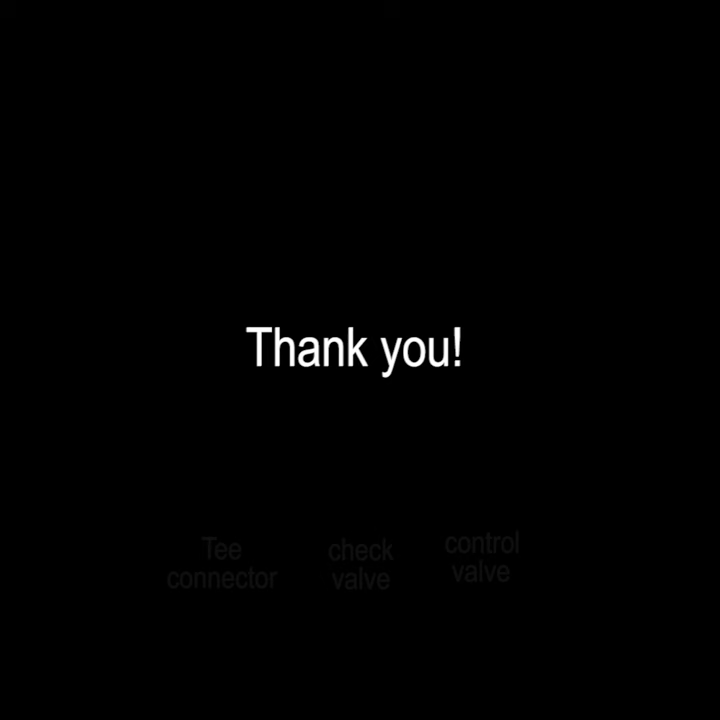 Thank you!
Tee
connector
check
valve
control
valve